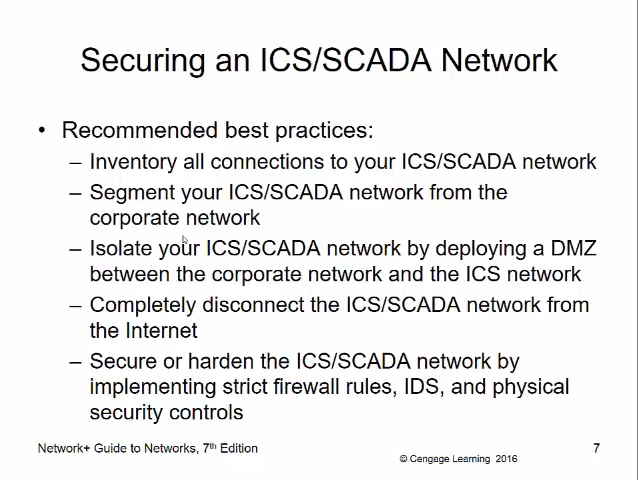 Securing an ICS/SCADA Network
• Recommended best practices:
– Inventory all connections to your ICS/SCADA network
– Segment your ICS/SCADA network from the
corporate network
– Isolate your ICS/SCADA network by deploying a DMZ
between the corporate network and the ICS network
– Completely disconnect the ICS/SCADA network from
the Internet
– Secure or harden the ICS/SCADA network by
implementing strict firewall rules, IDS, and physical
security controls
Network+ Guide to Networks, 7th Edition
© Cengage Learning 2016
7